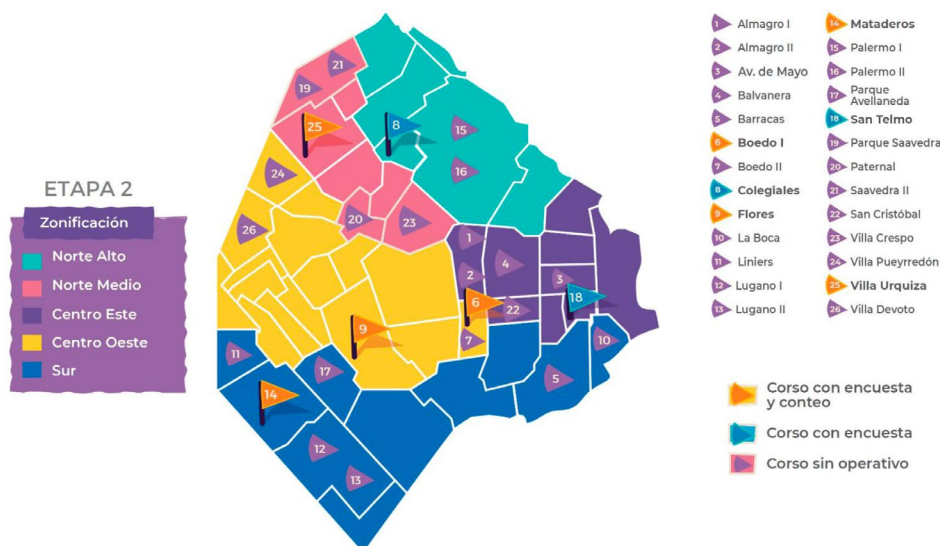 ETAPA 2
Zonificación
Norte Alto
Norte Medio
Centro Este
Centro Oeste
Sur
21
19
25
8
15
16
24
20
23
26
1
4
2
3
6
22
18
9
7
10
11
17
5
14
12
13
1 Almagro I
2 Almagro II
3 Av. de Mayo
4 Balvanera
5 Barracas
6 Boedo I
7 Boedo II
8 Colegiales
9 Flores
10 La Boca
11 Liniers
12 Lugano I
13 Lugano II
14 Mataderos
15 Palermo I
16 Palermo II
17 Parque
Avellaneda
18 San Telmo
19 Parque Saavedra
20 Paternal
21 Saavedra II
22 San Cristóbal
23 Villa Crespo
24 Villa Pueyrredón
25 Villa Urquiza
26 Villa Devoto
Corso con encuesta
y conteo
Corso con encuesta
Corso sin operativo